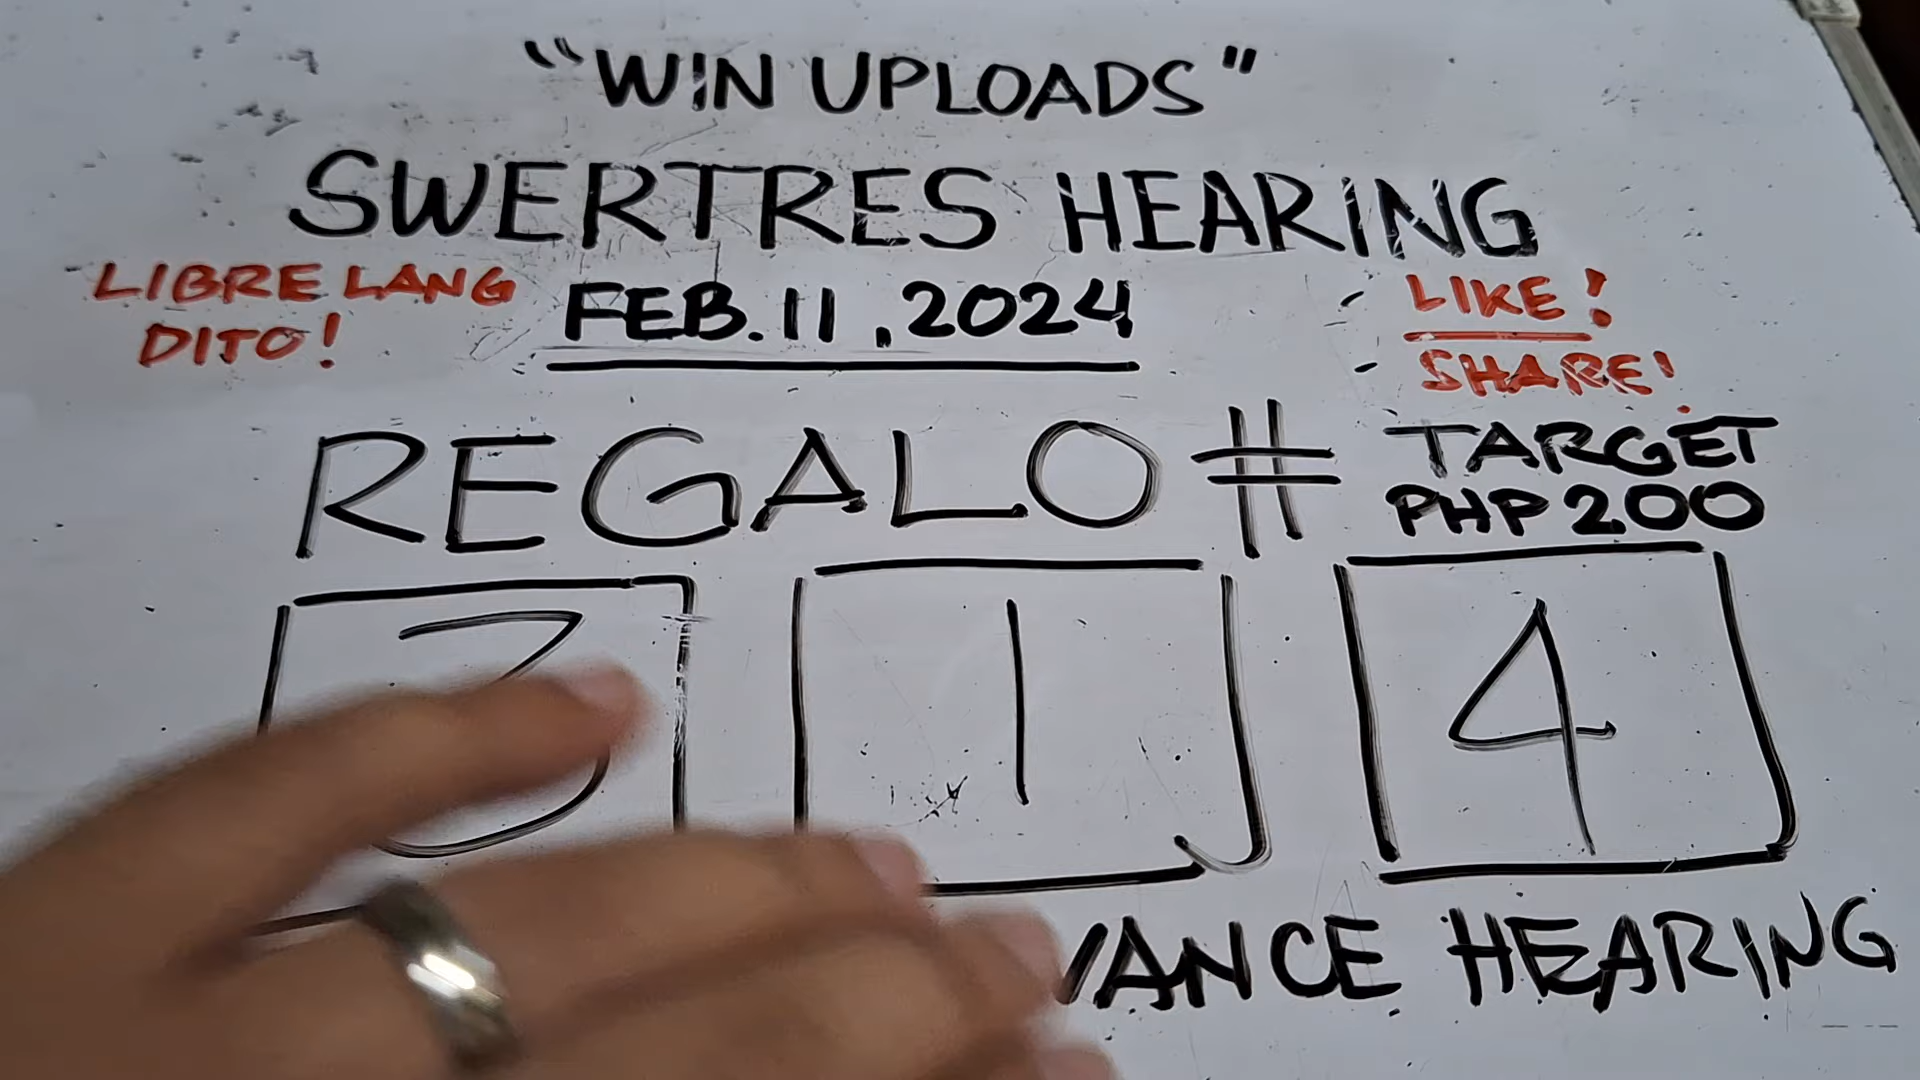 "WIN UPLOADS"
SWERTRES HEARING
LIBRE LANG
DITO!
FEB. 11, 2024
LIKE!
SHARE!
REGALO #
TARGET
PHP 200
3 1 4
HEARING